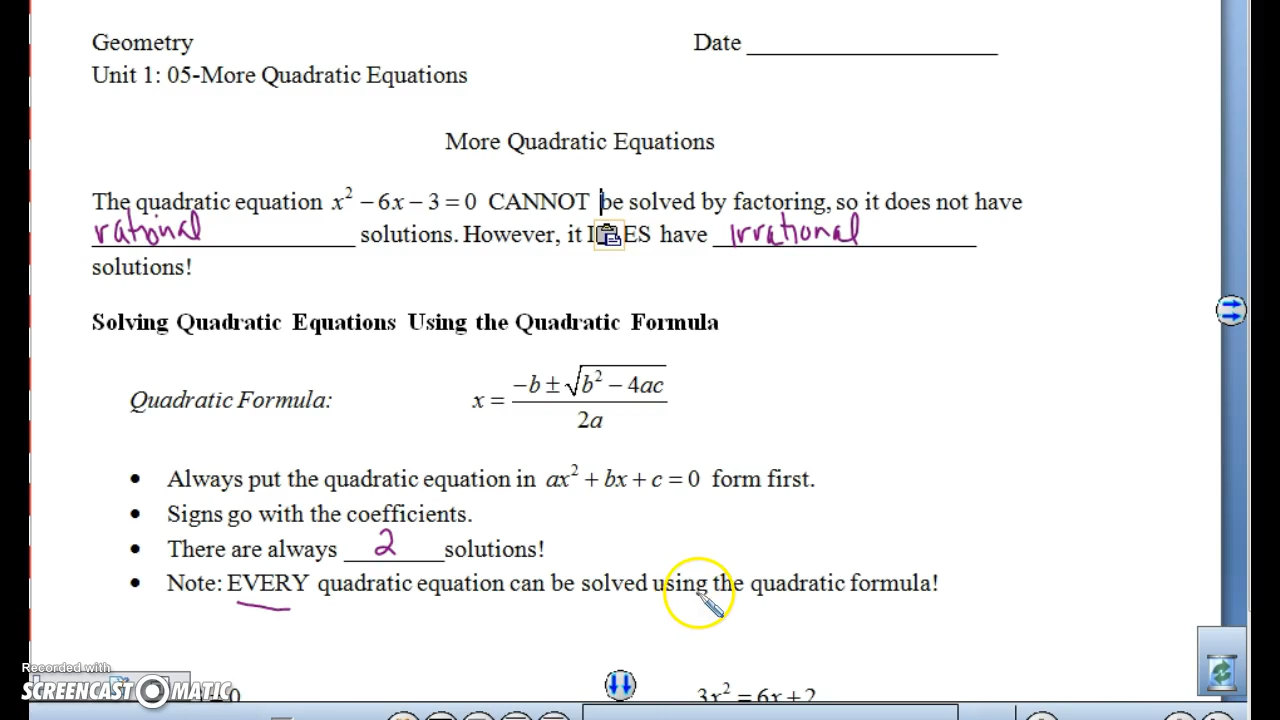 Geometry Date ____________________
Unit 1: 05-More Quadratic Equations
More Quadratic Equations
The quadratic equation x² − 6x − 3 = 0 CANNOT be solved by factoring, so it does not have
rational solutions. However, it ES have irrational
solutions!
Solving Quadratic Equations Using the Quadratic Formula
Quadratic Formula: x = (−b ± √(b² − 4ac)) / 2a
• Always put the quadratic equation in ax² + bx + c = 0 form first.
• Signs go with the coefficients.
• There are always 2 solutions!
• Note: EVERY quadratic equation can be solved using the quadratic formula!
Recorded with
SCREENCAST MATIC
3x² = 6x + 2